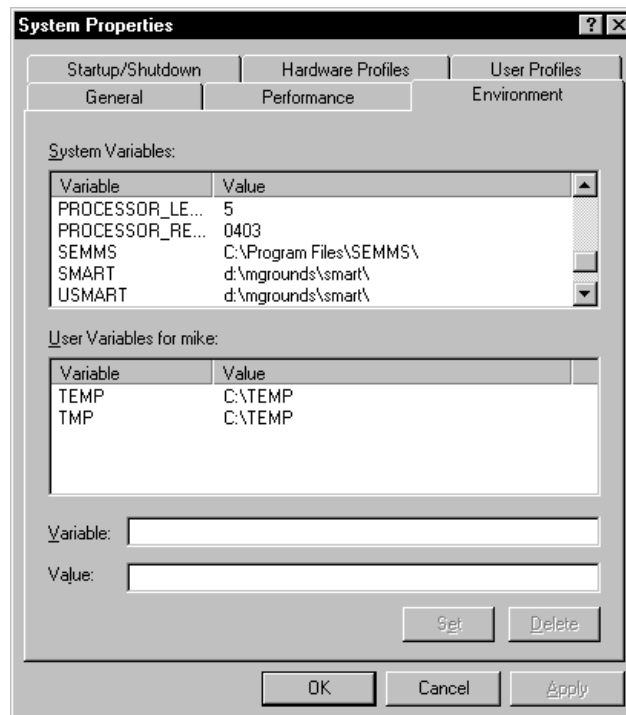 System Properties ? X
Startup/Shutdown Hardware Profiles User Profiles
General Performance Environment
System Variables:
Variable Value
PROCESSOR_LE... 5
PROCESSOR_RE... 0403
SEMMS C:\Program Files\SEMMS\
SMART d:\mgrounds\smart\
USMART d:\mgrounds\smart\
User Variables for mike:
Variable Value
TEMP C:\TEMP
TMP C:\TEMP
Variable:
Value:
Set Delete
OK Cancel Apply